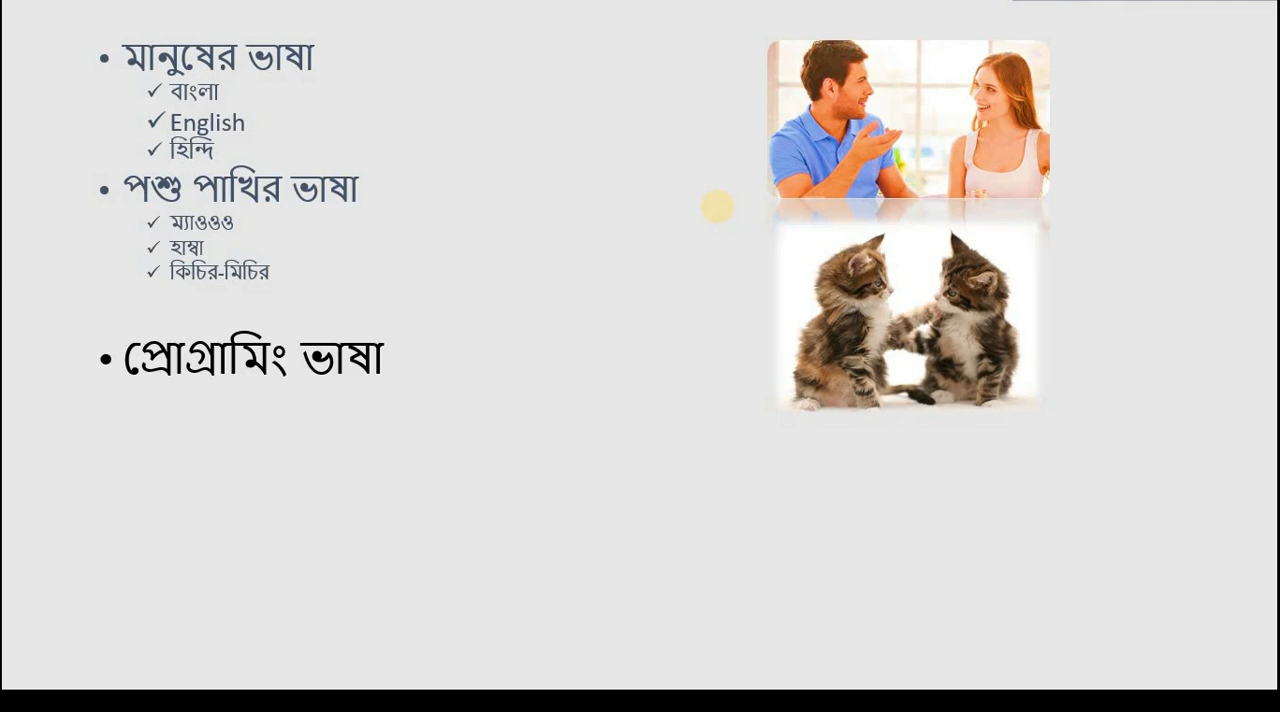 • মানুষের ভাষা
✓ বাংলা
✓ English
✓ হিন্দি
• পশু পাখির ভাষা
✓ ম্যাওওও
✓ হাম্বা
✓ কিচির-মিচির
• প্রোগ্রামিং ভাষা